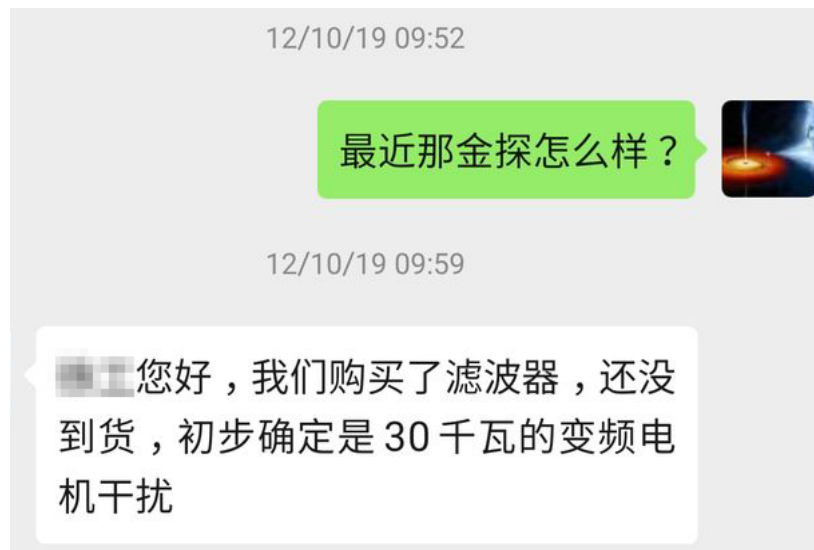 12/10/19 09:52
最近那金探怎么样？
12/10/19 09:59
您好，我们购买了滤波器，还没
到货，初步确定是30千瓦的变频电
机干扰